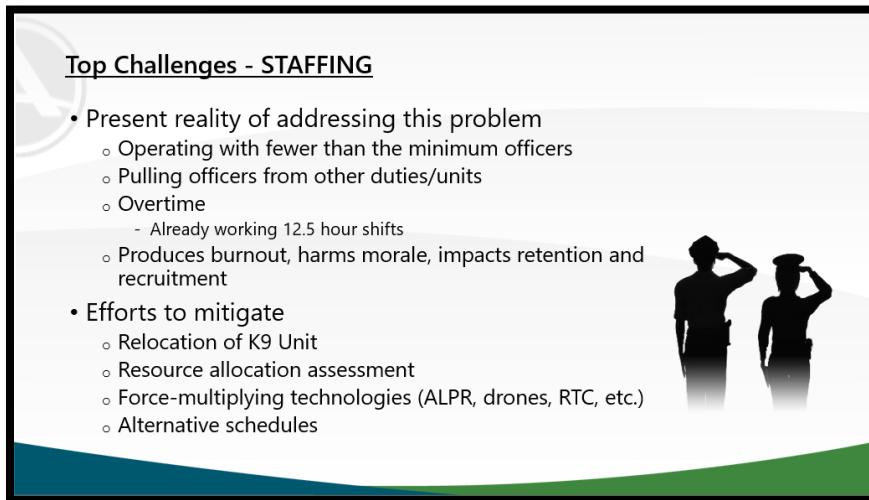 Top Challenges - STAFFING
• Present reality of addressing this problem
o Operating with fewer than the minimum officers
o Pulling officers from other duties/units
o Overtime
- Already working 12.5 hour shifts
o Produces burnout, harms morale, impacts retention and
recruitment
• Efforts to mitigate
o Relocation of K9 Unit
o Resource allocation assessment
o Force-multiplying technologies (ALPR, drones, RTC, etc.)
o Alternative schedules